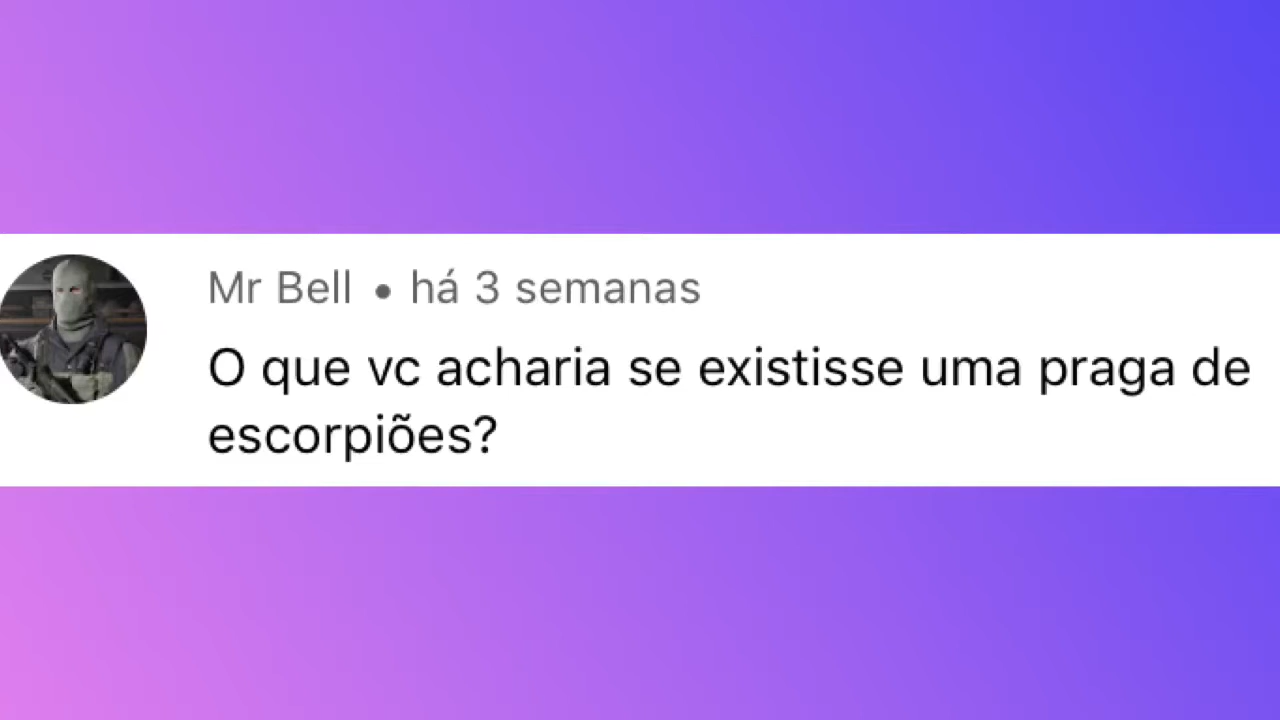 Mr Bell • há 3 semanas
O que vc acharia se existisse uma praga de
escorpiões?